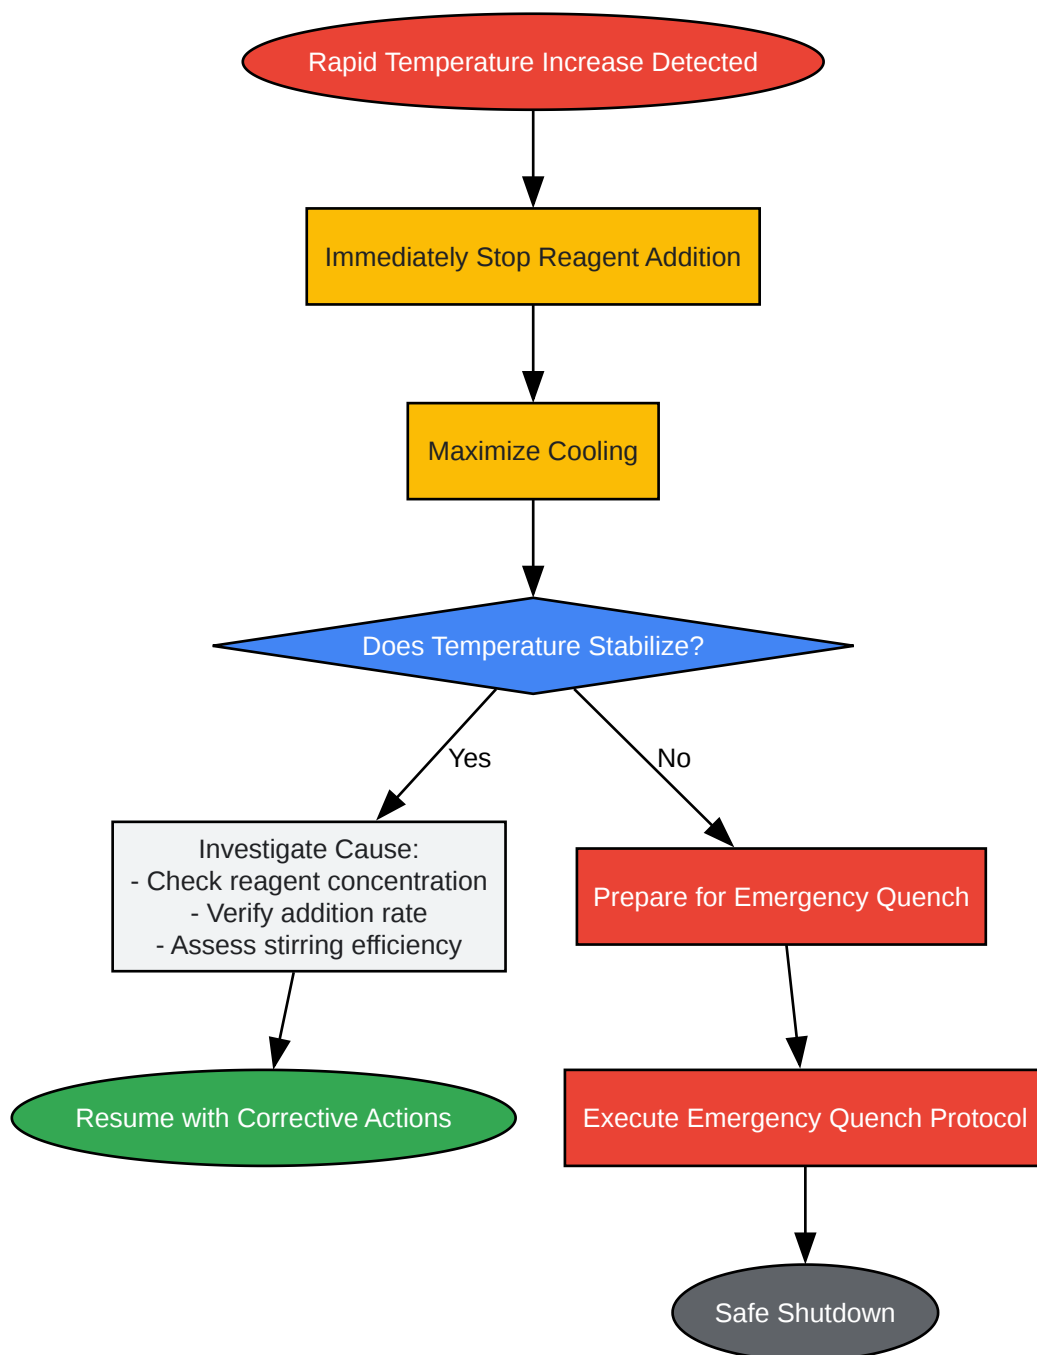 Rapid Temperature Increase Detected
Immediately Stop Reagent Addition
Maximize Cooling
Does Temperature Stabilize?
Yes
No
Investigate Cause:
- Check reagent concentration
- Verify addition rate
- Assess stirring efficiency
Prepare for Emergency Quench
Resume with Corrective Actions
Execute Emergency Quench Protocol
Safe Shutdown